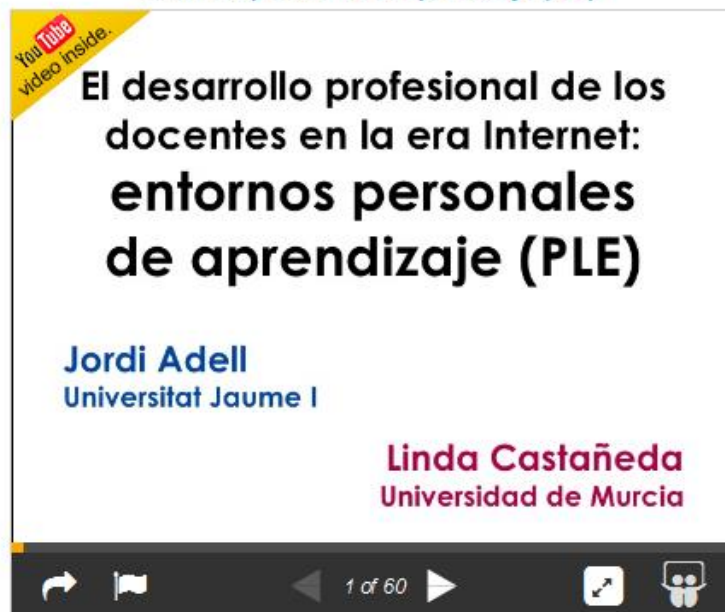 YouTube
video inside.
El desarrollo profesional de los
docentes en la era Internet:
entornos personales
de aprendizaje (PLE)
Jordi Adell
Universitat Jaume I
Linda Castañeda
Universidad de Murcia
1 of 60